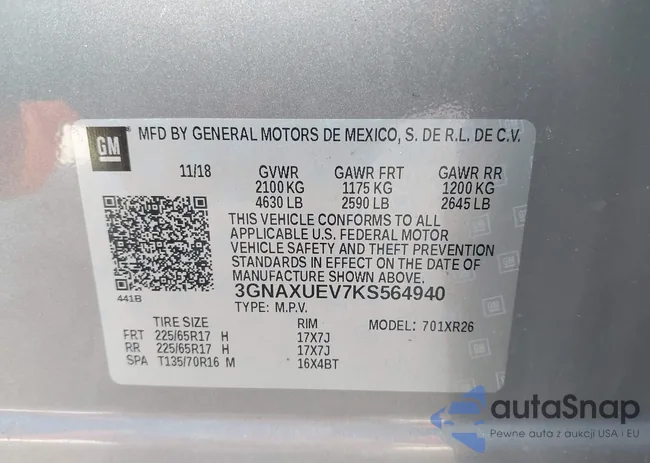 GM
MFD BY GENERAL MOTORS DE MEXICO, S. DE R.L. DE C.V.
11/18 GVWR GAWR FRT GAWR RR
2100 KG 1175 KG 1200 KG
4630 LB 2590 LB 2645 LB
THIS VEHICLE CONFORMS TO ALL
APPLICABLE U.S. FEDERAL MOTOR
VEHICLE SAFETY AND THEFT PREVENTION
STANDARDS IN EFFECT ON THE DATE OF
MANUFACTURE SHOWN ABOVE.
441B 3GNAXUEV7KS564940
TYPE: M.P.V.
TIRE SIZE RIM MODEL: 701XR26
FRT 225/65R17 H 17X7J
RR 225/65R17 H 17X7J
SPA T135/70R16 M 16X4BT
autaSnap
Pewne auta z aukcji USA i EU